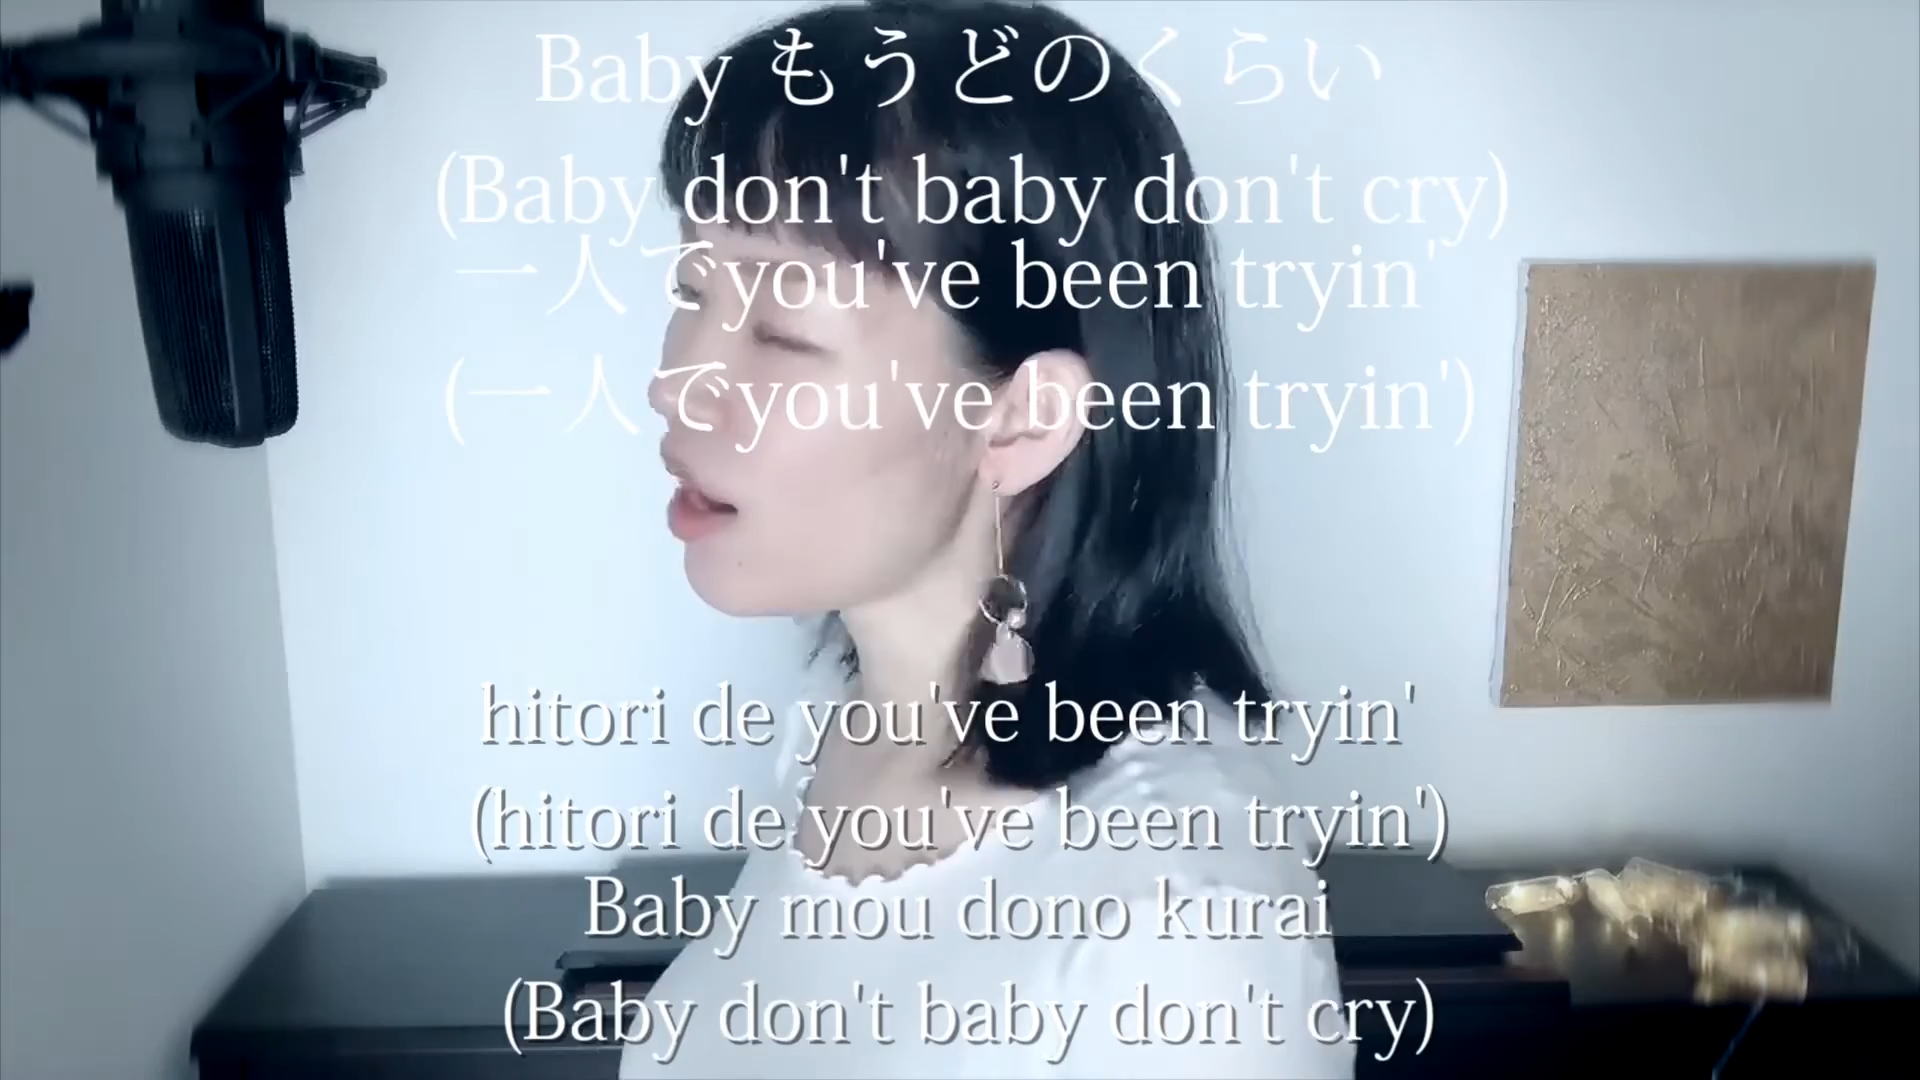 Baby もうどのくらい
(Baby don't baby don't cry)
一人でyou've been tryin'
(一人でyou've been tryin')
hitori de you've been tryin'
(hitori de you've been tryin')
Baby mou dono kurai
(Baby don't baby don't cry)